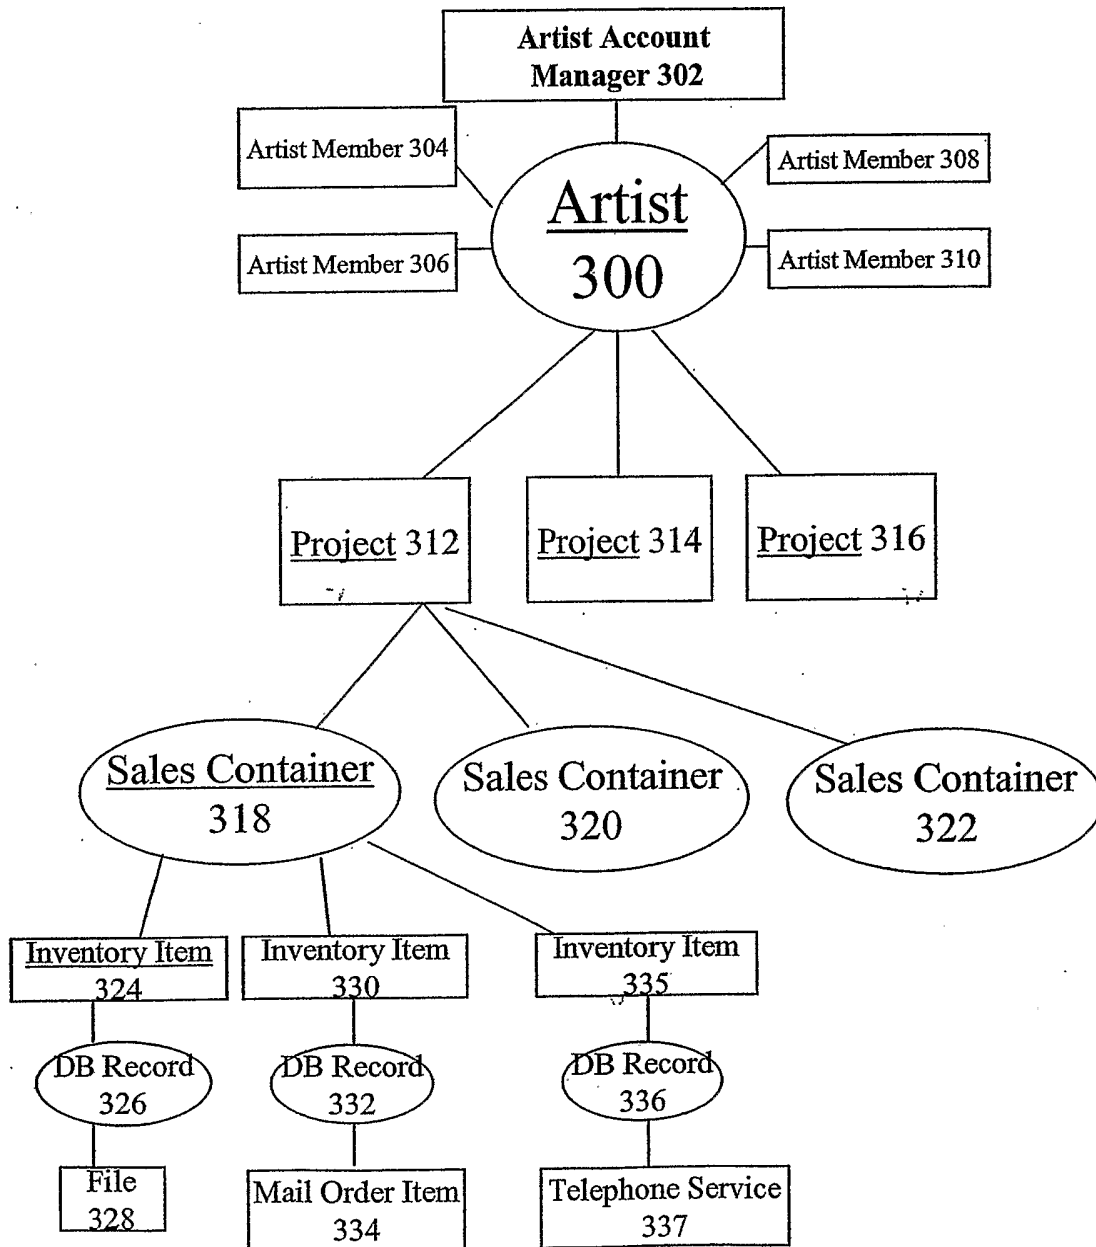 Artist Account
Manager 302
Artist Member 304
Artist Member 308
Artist
300
Artist Member 306
Artist Member 310
Project 312
Project 314
Project 316
Sales Container
318
Sales Container
320
Sales Container
322
Inventory Item
324
Inventory Item
330
Inventory Item
335
DB Record
326
DB Record
332
DB Record
336
File
328
Mail Order Item
334
Telephone Service
337